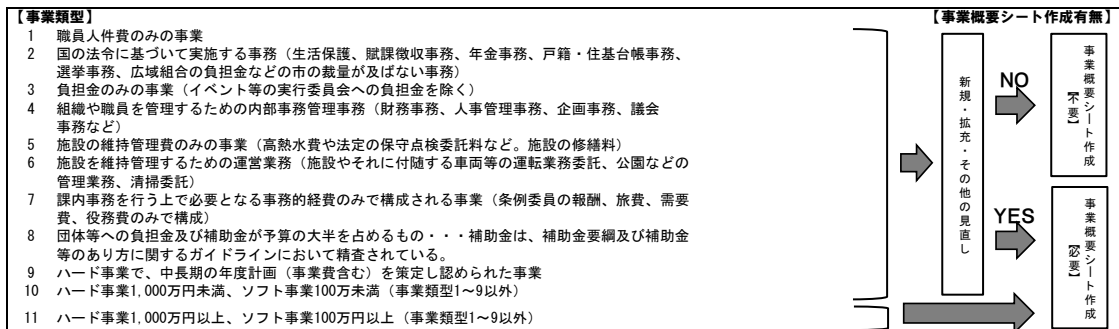 【事業類型】
【事業概要シート作成有無】
1 職員人件費のみの事業
2 国の法令に基づいて実施する事務(生活保護、賦課徴収事務、年金事務、戸籍・住基台帳事務、
選挙事務、広域組合の負担金などの市の裁量が及ばない事務)
3 負担金のみの事業(イベント等の実行委員会への負担金を除く)
4 組織や職員を管理するための内部事務管理事務(財務事務、人事管理事務、企画事務、議会
事務など)
5 施設の維持管理費のみの事業(高熱水費や法定の保守点検委託料など。施設の修繕料)
6 施設を維持管理するための運営業務(施設やそれに付随する車両等の運転業務委託、公園などの
管理業務、清掃委託)
7 課内事務を行う上で必要となる事務的経費のみで構成される事業(条例委員の報酬、旅費、需要
費、役務費のみで構成)
8 団体等への負担金及び補助金が予算の大半を占めるもの・・・補助金は、補助金要綱及び補助金
等のあり方に関するガイドラインにおいて精査されている。
9 ハード事業で、中長期の年度計画(事業費含む)を策定し認められた事業
10 ハード事業1,000万円未満、ソフト事業100万未満(事業類型1~9以外)
11 ハード事業1,000万円以上、ソフト事業100万円以上(事業類型1~9以外)
新規・拡充・その他の見直し
NO
事業概要シート作成
【不要】
YES
事業概要シート作成
【必要】